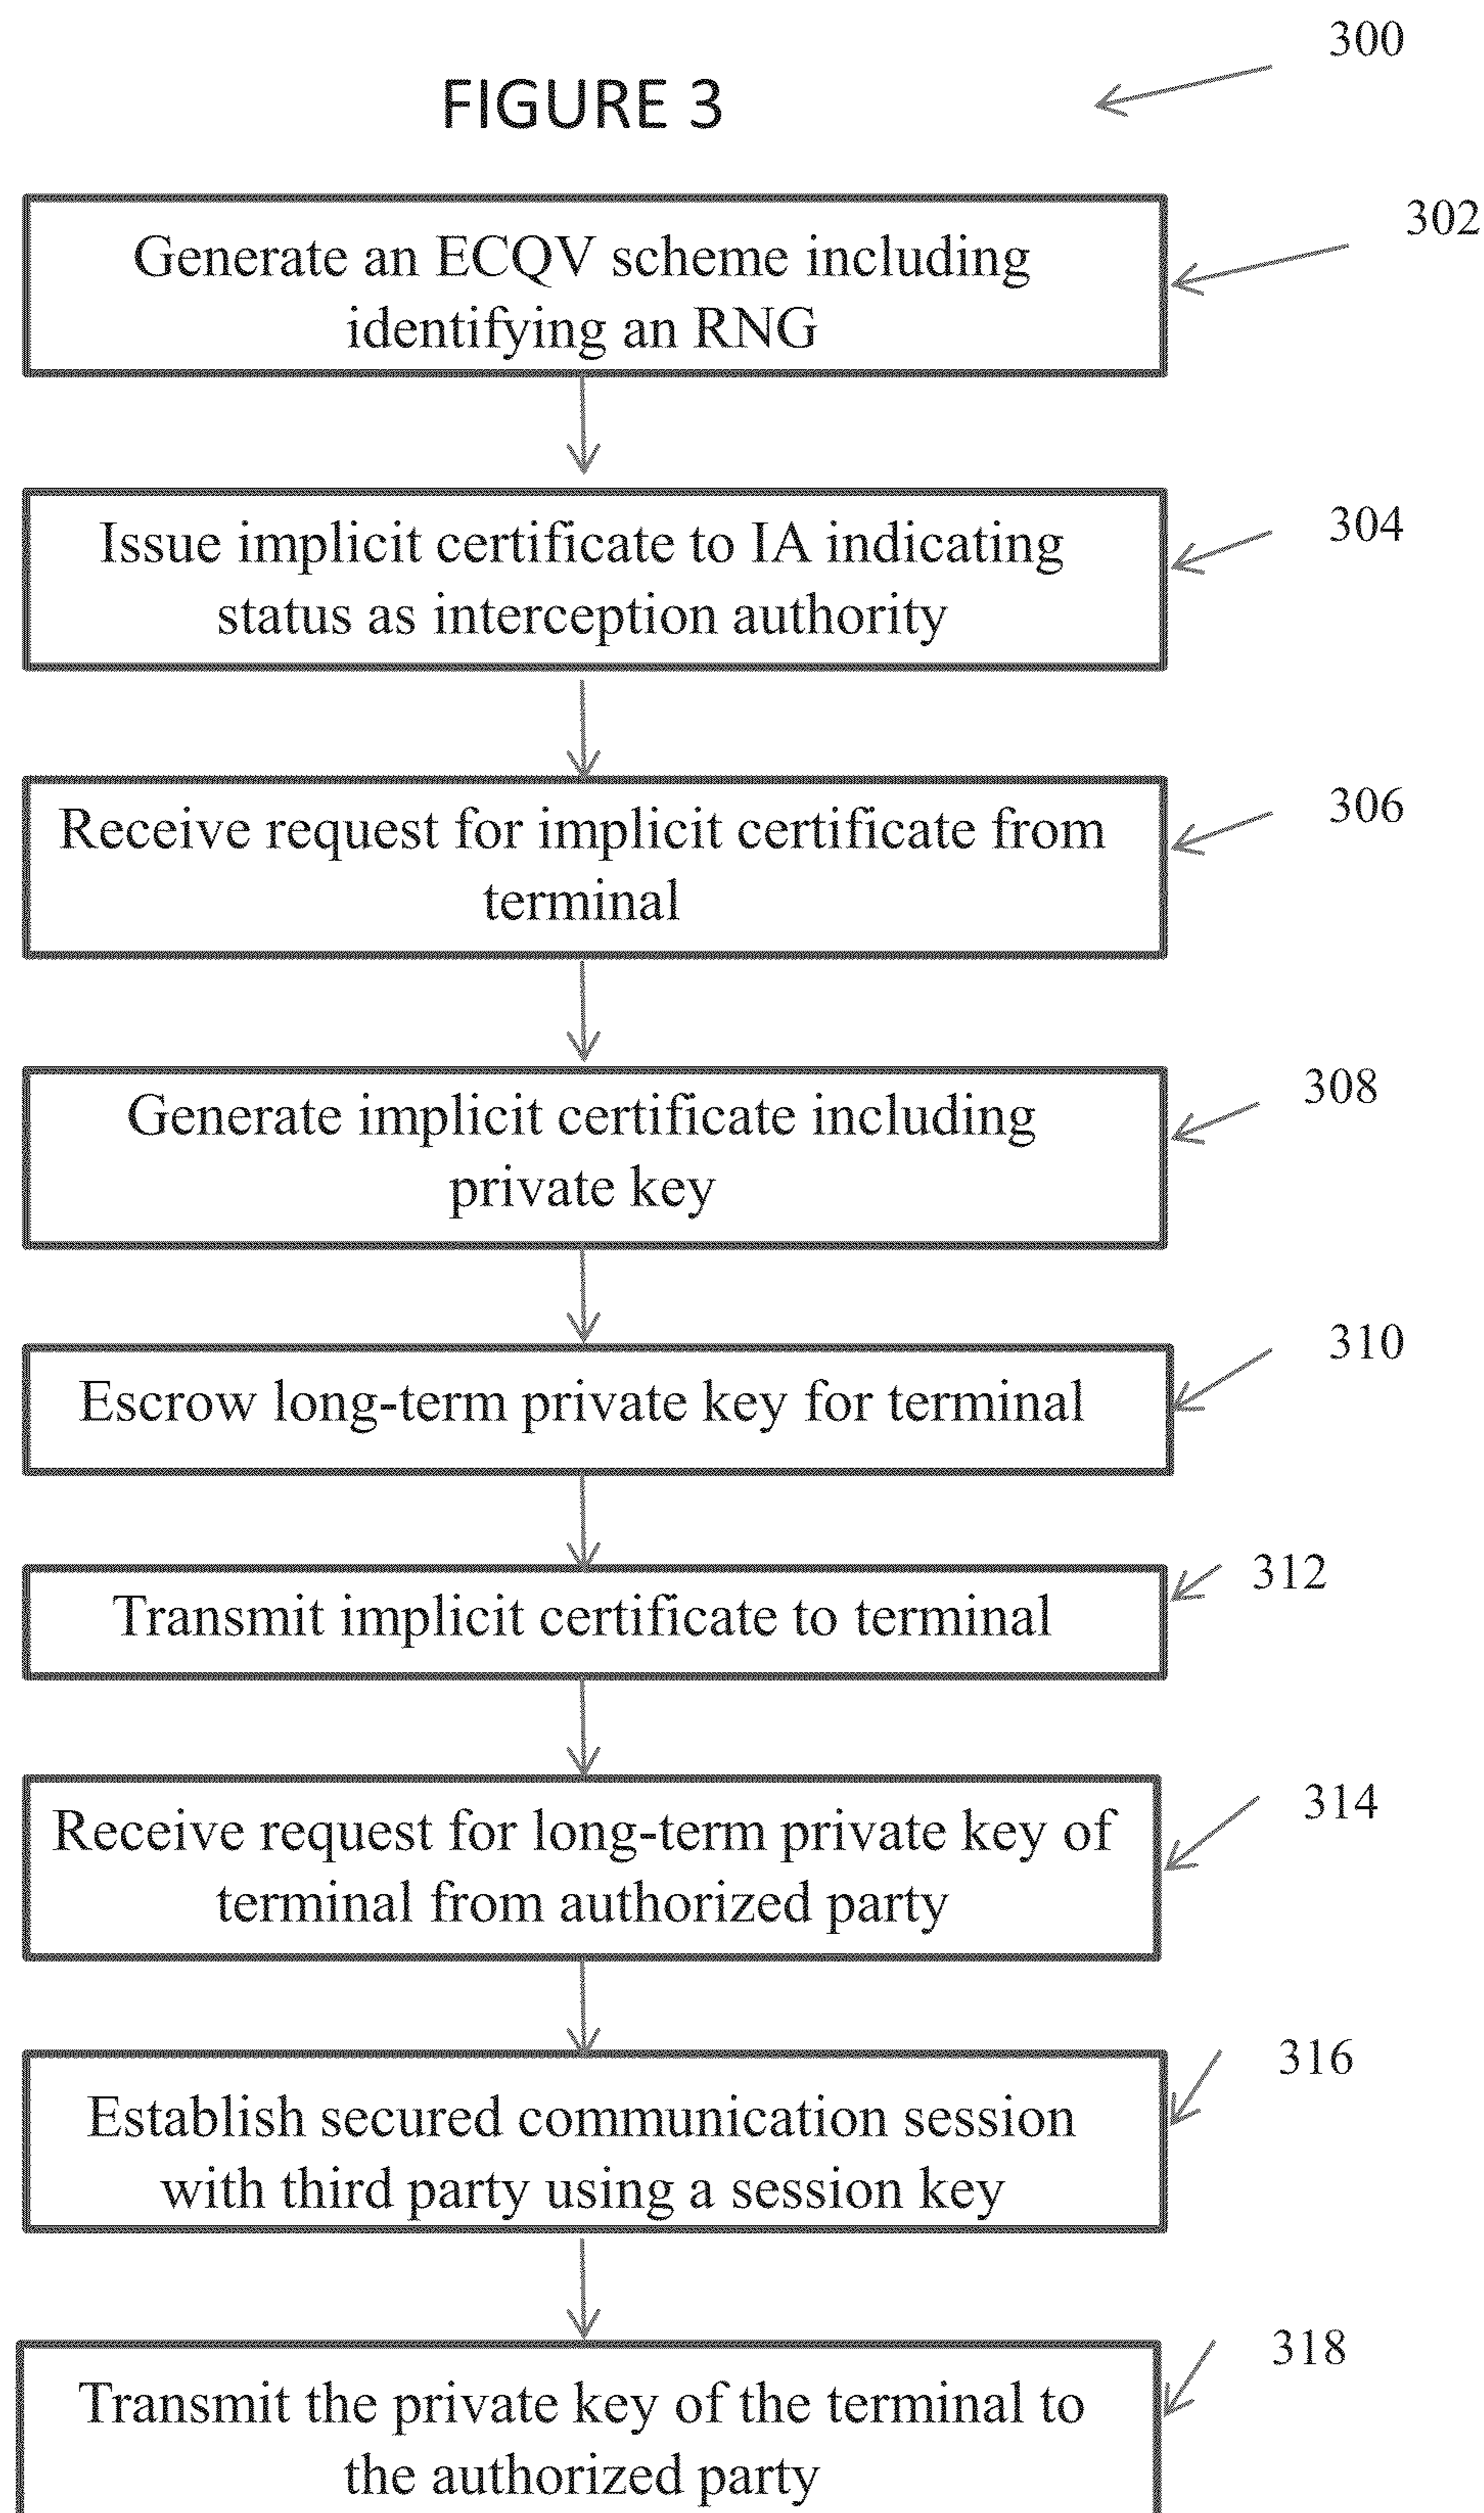 300
FIGURE 3
302
Generate an ECQV scheme including
identifying an RNG
304
Issue implicit certificate to IA indicating
status as interception authority
306
Receive request for implicit certificate from
terminal
308
Generate implicit certificate including
private key
310
Escrow long-term private key for terminal
312
Transmit implicit certificate to terminal
314
Receive request for long-term private key of
terminal from authorized party
316
Establish secured communication session
with third party using a session key
318
Transmit the private key of the terminal to
the authorized party